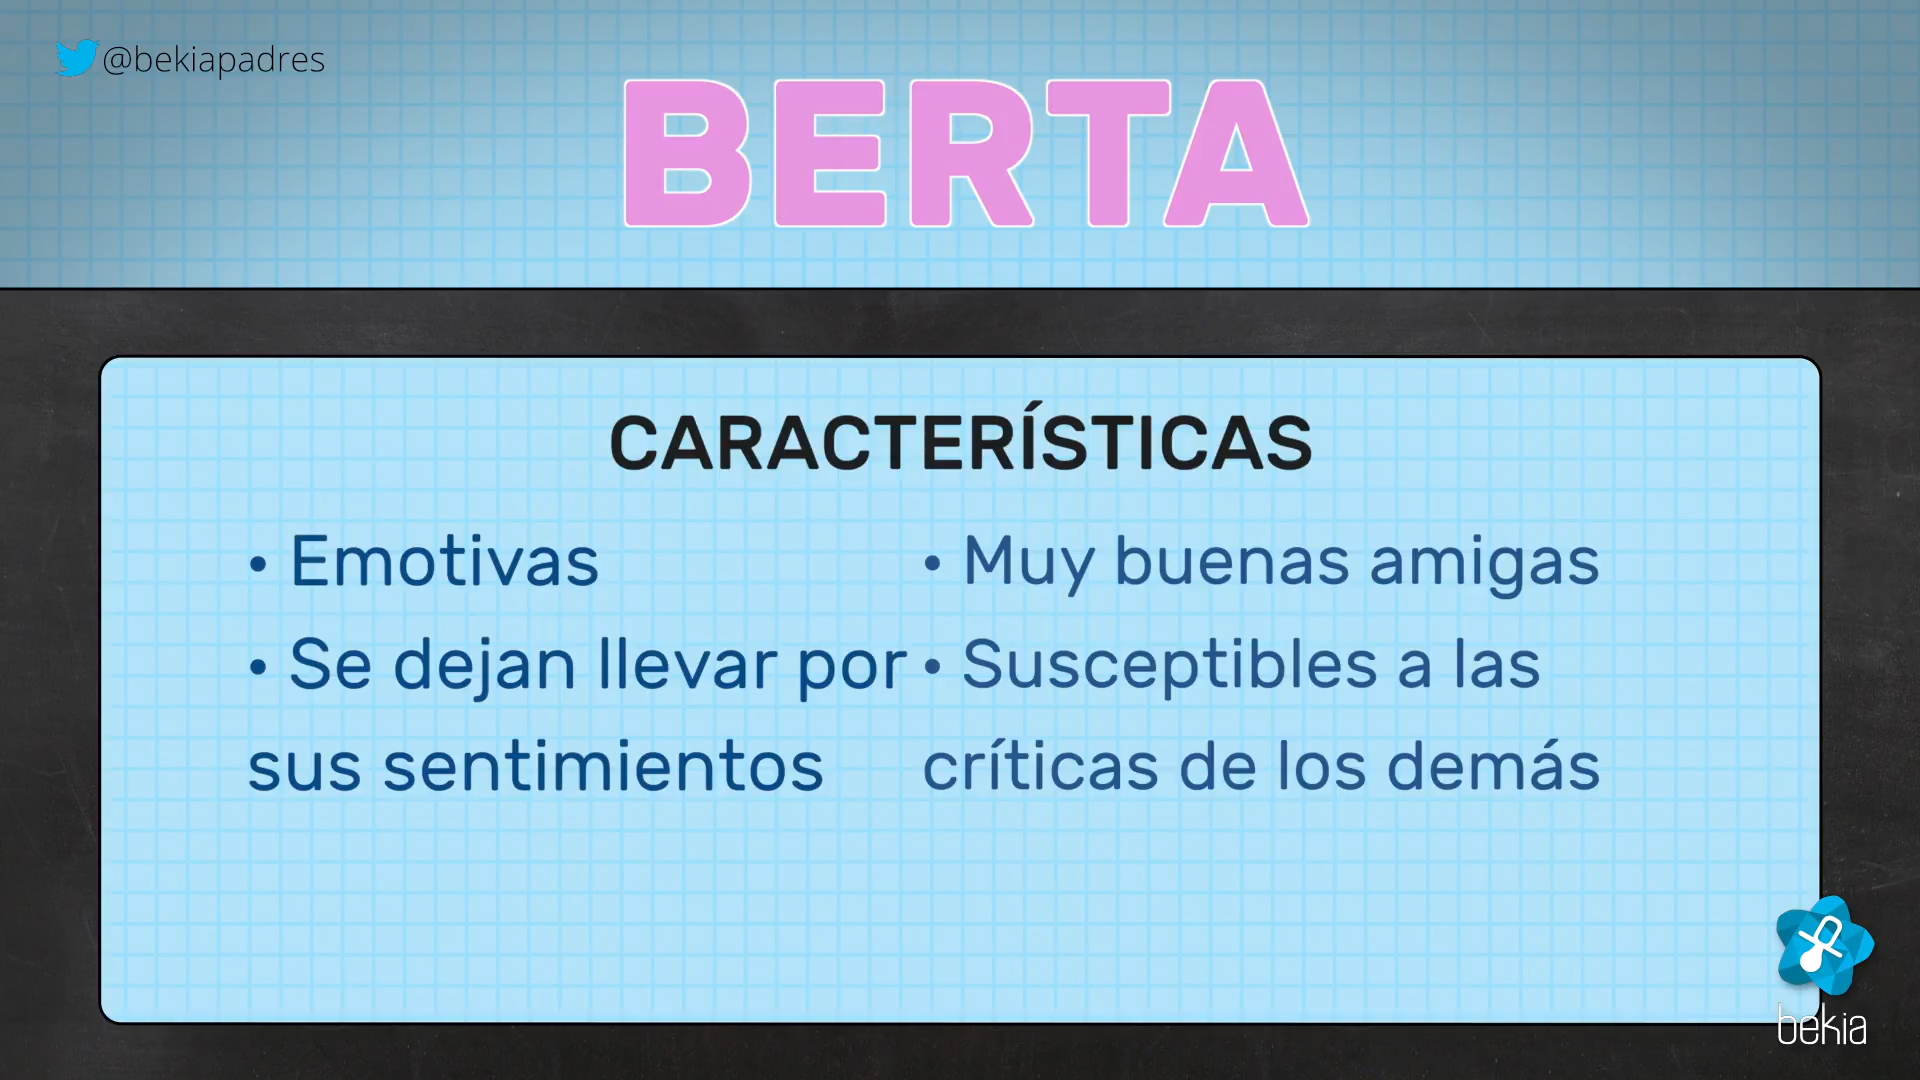 @bekiapadres
BERTA
CARACTERÍSTICAS
• Emotivas
• Se dejan llevar por
sus sentimientos
• Muy buenas amigas
• Susceptibles a las
críticas de los demás
bekia